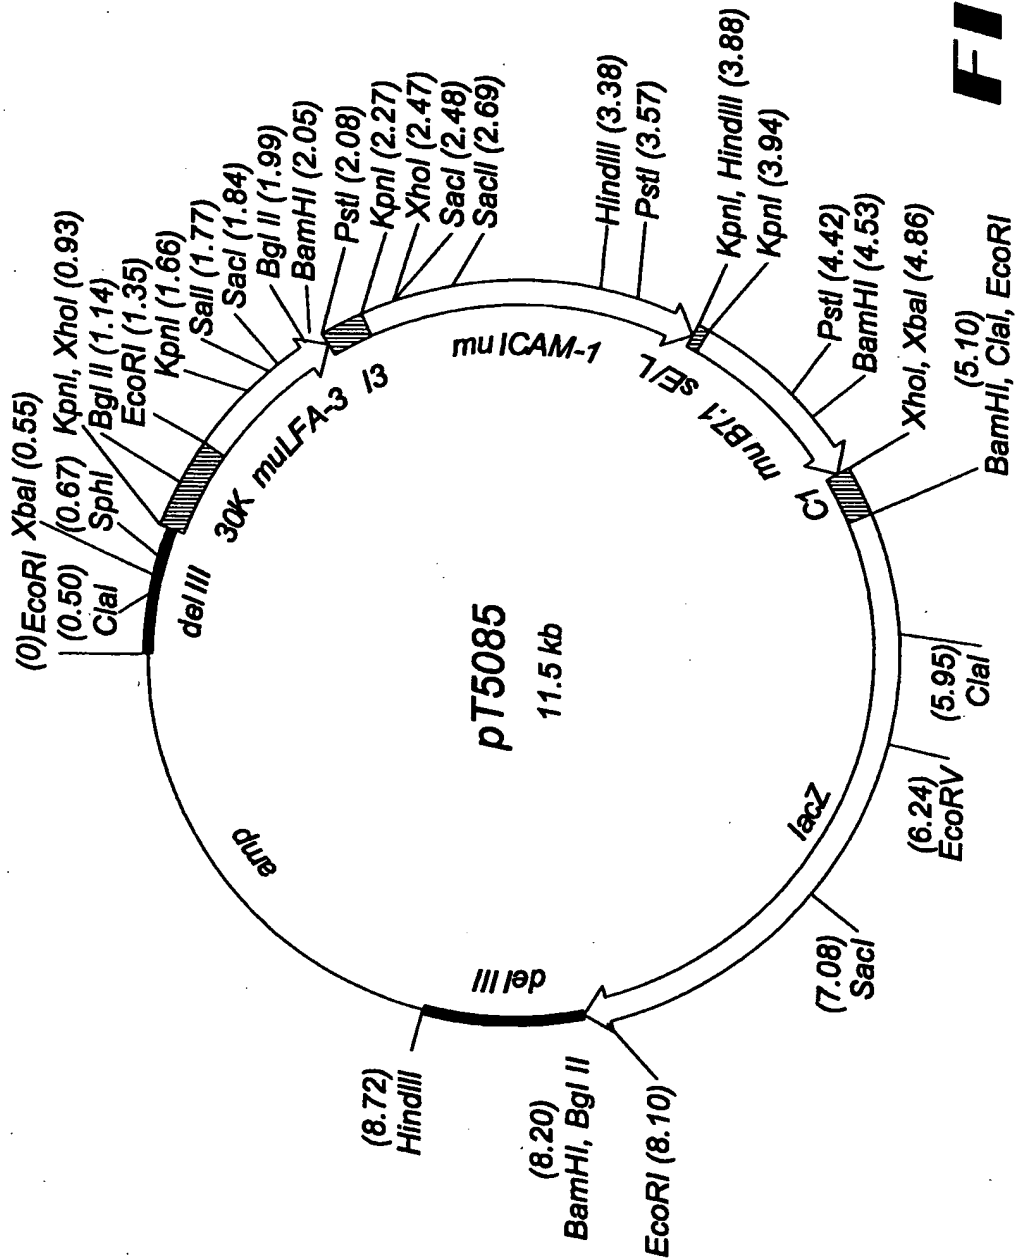 (0)EcoRI
(0.50)
ClaI
XbaI (0.55)
(0.67)
SphI
KpnI, XhoI (0.93)
Bgl II (1.14)
EcoRI (1.35)
KpnI (1.66)
SalI (1.77)
SacI (1.84)
Bgl II (1.99)
BamHI (2.05)
PstI (2.08)
KpnI (2.27)
XhoI (2.47)
SacI (2.48)
SacII (2.69)
HindIII (3.38)
PstI (3.57)
KpnI, HindIII (3.88)
KpnI (3.94)
PstI (4.42)
BamHI (4.53)
XhoI, XbaI (4.86)
(5.10)
BamHI, ClaI, EcoRI
(5.95)
ClaI
(6.24)
EcoRV
(7.08)
SacI
EcoRI (8.10)
(8.20)
BamHI, Bgl II
(8.72)
HindIII
del III
30K
muLFA-3
I3
mu ICAM-1
sE/L
mu B7.1
C1
lacZ
del III
amp
pT5085
11.5 kb
FI